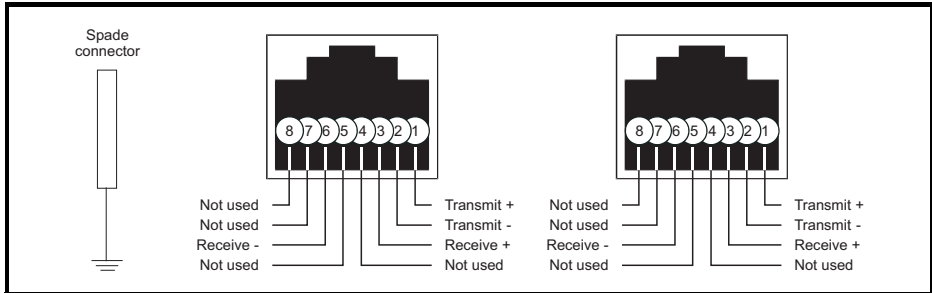 Spade
connector
8 7 6 5 4 3 2 1
Not used
Not used
Receive -
Not used
Transmit +
Transmit -
Receive +
Not used
8 7 6 5 4 3 2 1
Not used
Not used
Receive -
Not used
Transmit +
Transmit -
Receive +
Not used